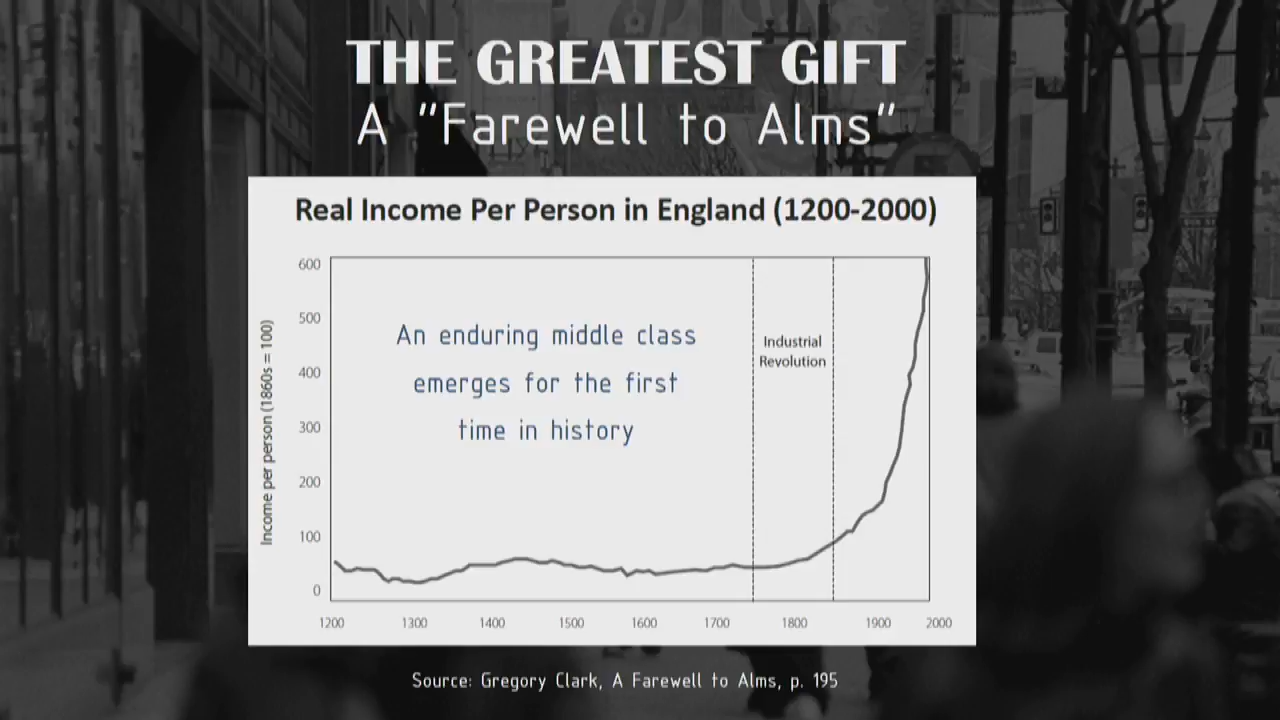 THE GREATEST GIFT
A "Farewell to Alms"
Real Income Per Person in England (1200-2000)
600
500
400
300
200
100
0
Income per person (1860s = 100)
An enduring middle class
emerges for the first
time in history
Industrial
Revolution
1200 1300 1400 1500 1600 1700 1800 1900 2000
Source: Gregory Clark, A Farewell to Alms, p. 195